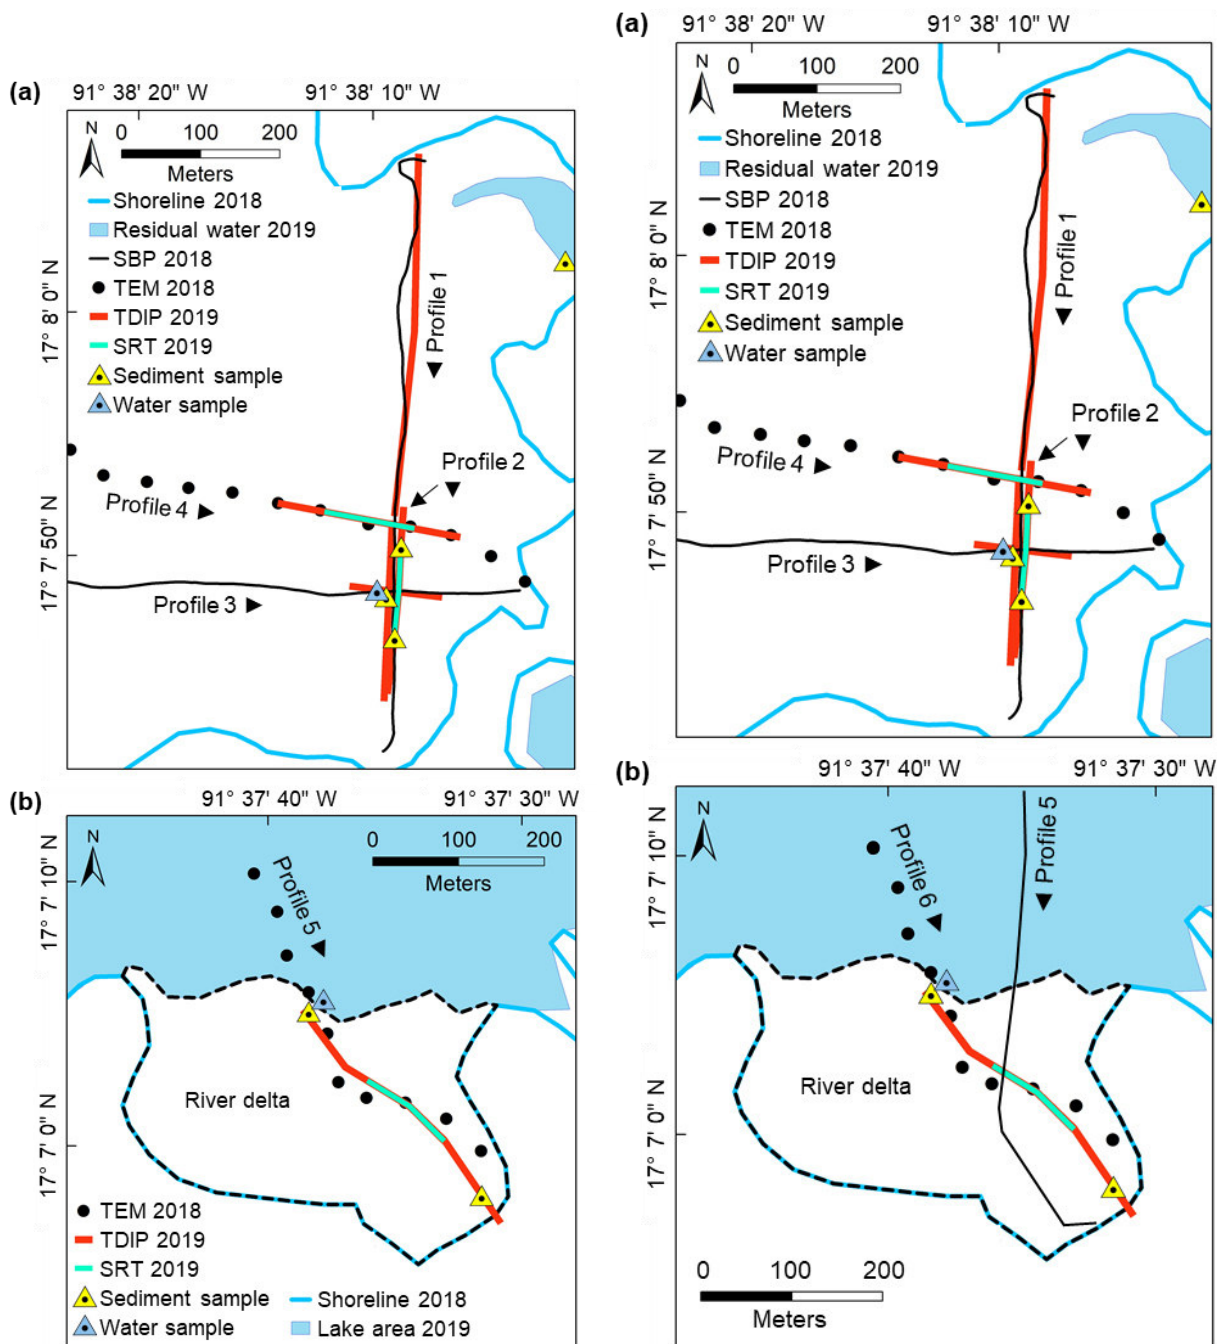 (a)
91° 38' 20" W
91° 38' 10" W
N
0
100
200
Meters
Shoreline 2018
Residual water 2019
SBP 2018
TEM 2018
TDIP 2019
SRT 2019
Sediment sample
Water sample
17° 8' 0" N
17° 7' 50" N
Profile 1
Profile 2
Profile 4
Profile 3
(a)
91° 38' 20" W
91° 38' 10" W
N
0
100
200
Meters
Shoreline 2018
Residual water 2019
SBP 2018
TEM 2018
TDIP 2019
SRT 2019
Sediment sample
Water sample
17° 8' 0" N
17° 7' 50" N
Profile 1
Profile 2
Profile 4
Profile 3
(b)
91° 37' 40" W
91° 37' 30" W
N
0
100
200
Meters
17° 7' 10" N
17° 7' 0" N
Profile 5
River delta
TEM 2018
TDIP 2019
SRT 2019
Sediment sample
Water sample
Shoreline 2018
Lake area 2019
(b)
91° 37' 40" W
91° 37' 30" W
N
17° 7' 10" N
17° 7' 0" N
Profile 6
Profile 5
River delta
0
100
200
Meters